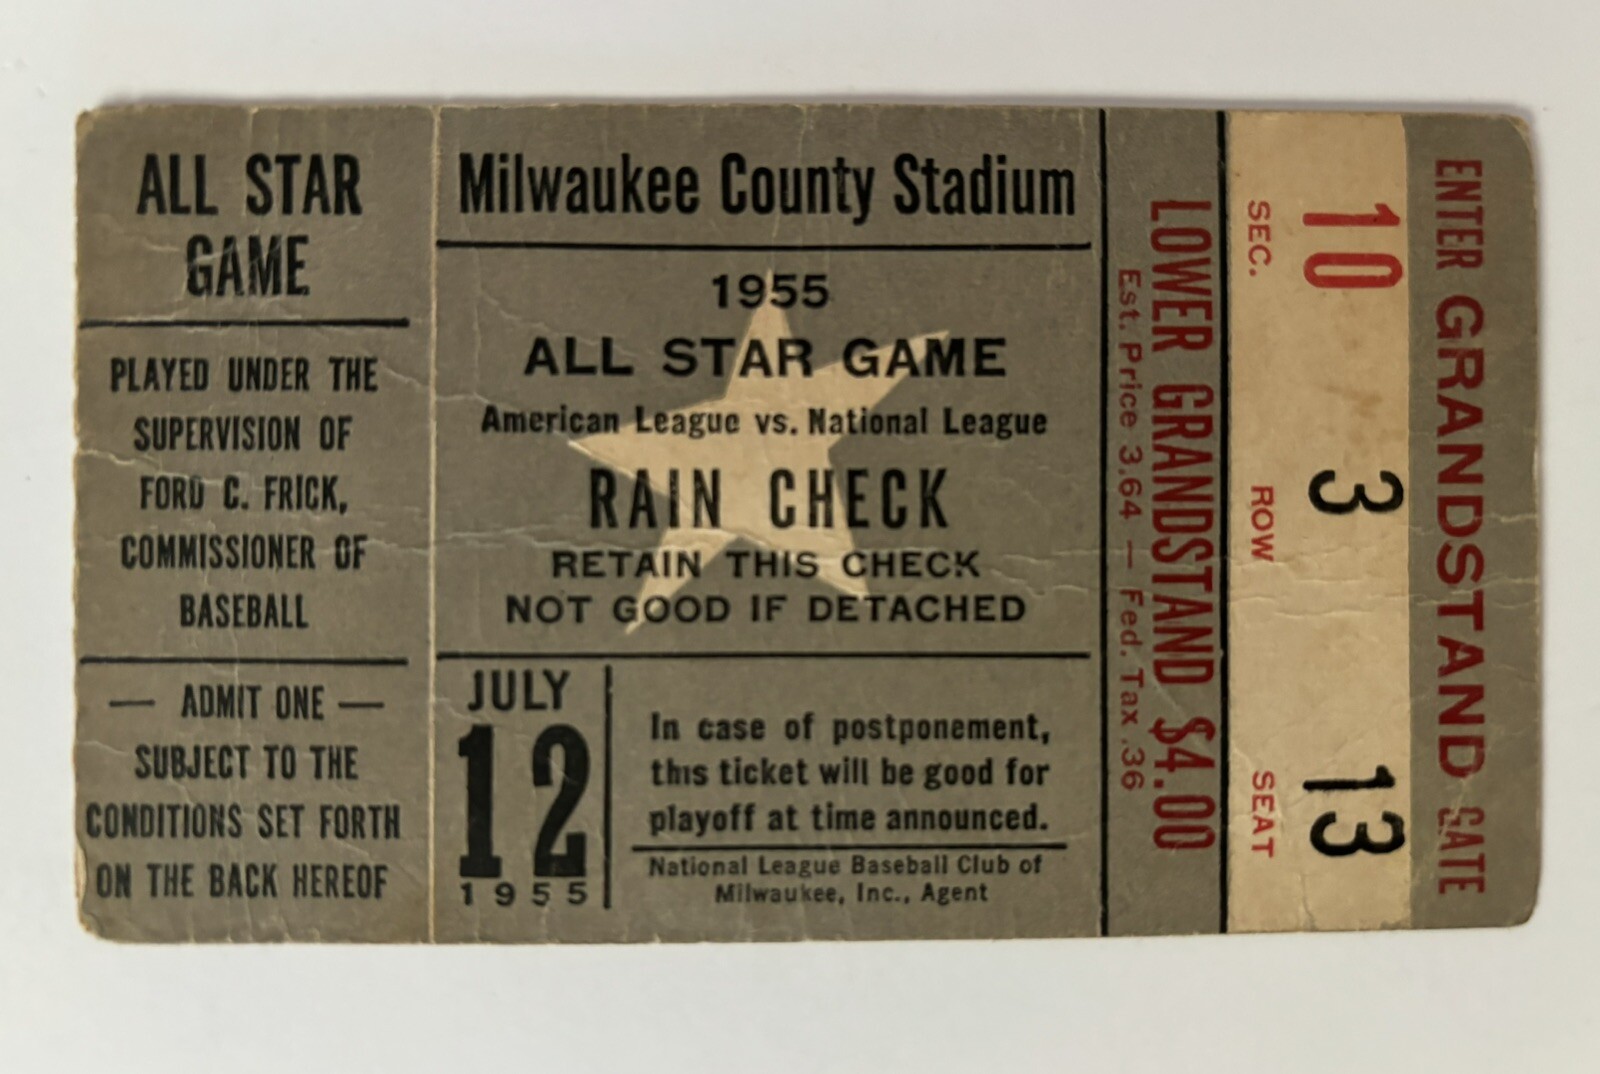 ALL STAR
GAME
PLAYED UNDER THE
SUPERVISION OF
FORD C. FRICK,
COMMISSIONER OF
BASEBALL
— ADMIT ONE —
SUBJECT TO THE
CONDITIONS SET FORTH
ON THE BACK HEREOF
Milwaukee County Stadium
1955
ALL STAR GAME
American League vs. National League
RAIN CHECK
RETAIN THIS CHECK
NOT GOOD IF DETACHED
JULY
12
1955
In case of postponement,
this ticket will be good for
playoff at time announced.
National League Baseball Club of
Milwaukee, Inc., Agent
LOWER GRANDSTAND $4.00
Est. Price 3.64 — Fed. Tax .36
10 3 13
SEC. ROW SEAT
ENTER GRANDSTAND GATE